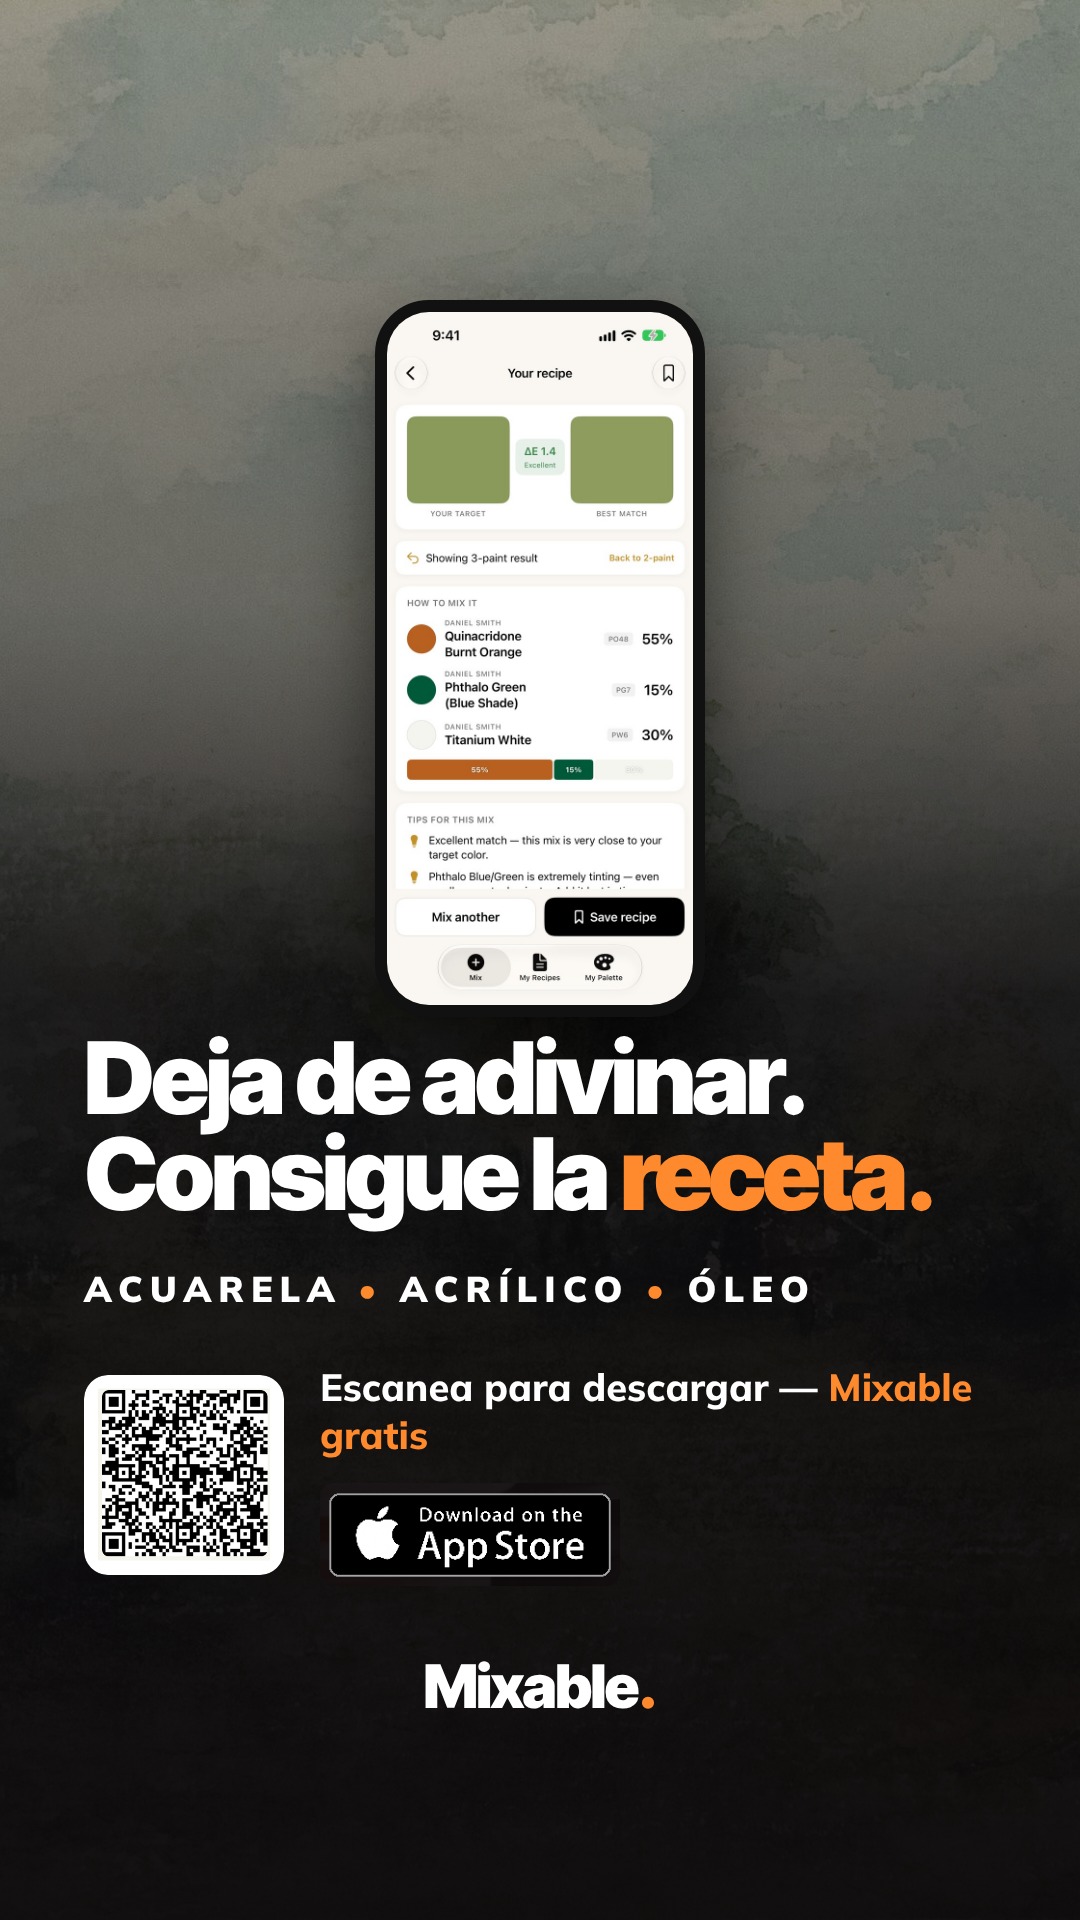 9:41
Your recipe
ΔE 1.4
Excellent
YOUR TARGET
BEST MATCH
Showing 3-paint result
Back to 2-paint
HOW TO MIX IT
DANIEL SMITH
Quinacridone
Burnt Orange
PO48 55%
DANIEL SMITH
Phthalo Green
(Blue Shade)
PG7 15%
DANIEL SMITH
Titanium White
PW6 30%
55% 15%
TIPS FOR THIS MIX
Excellent match — this mix is very close to your
target color.
Phthalo Blue/Green is extremely tinting — even
Mix another
Save recipe
Mix
My Recipes
My Palette
Deja de adivinar.
Consigue la receta.
ACUARELA • ACRÍLICO • ÓLEO
Escanea para descargar — Mixable
gratis
Download on the
App Store
Mixable.